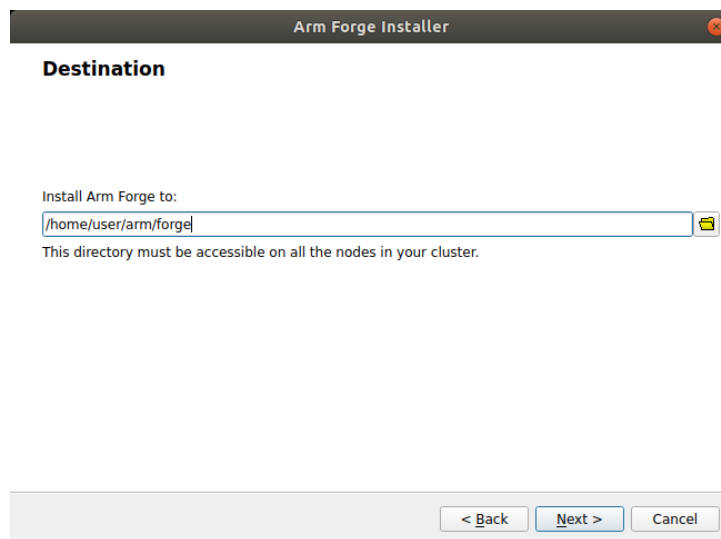 Arm Forge Installer
Destination
Install Arm Forge to:
/home/user/arm/forge
This directory must be accessible on all the nodes in your cluster.
< Back Next > Cancel